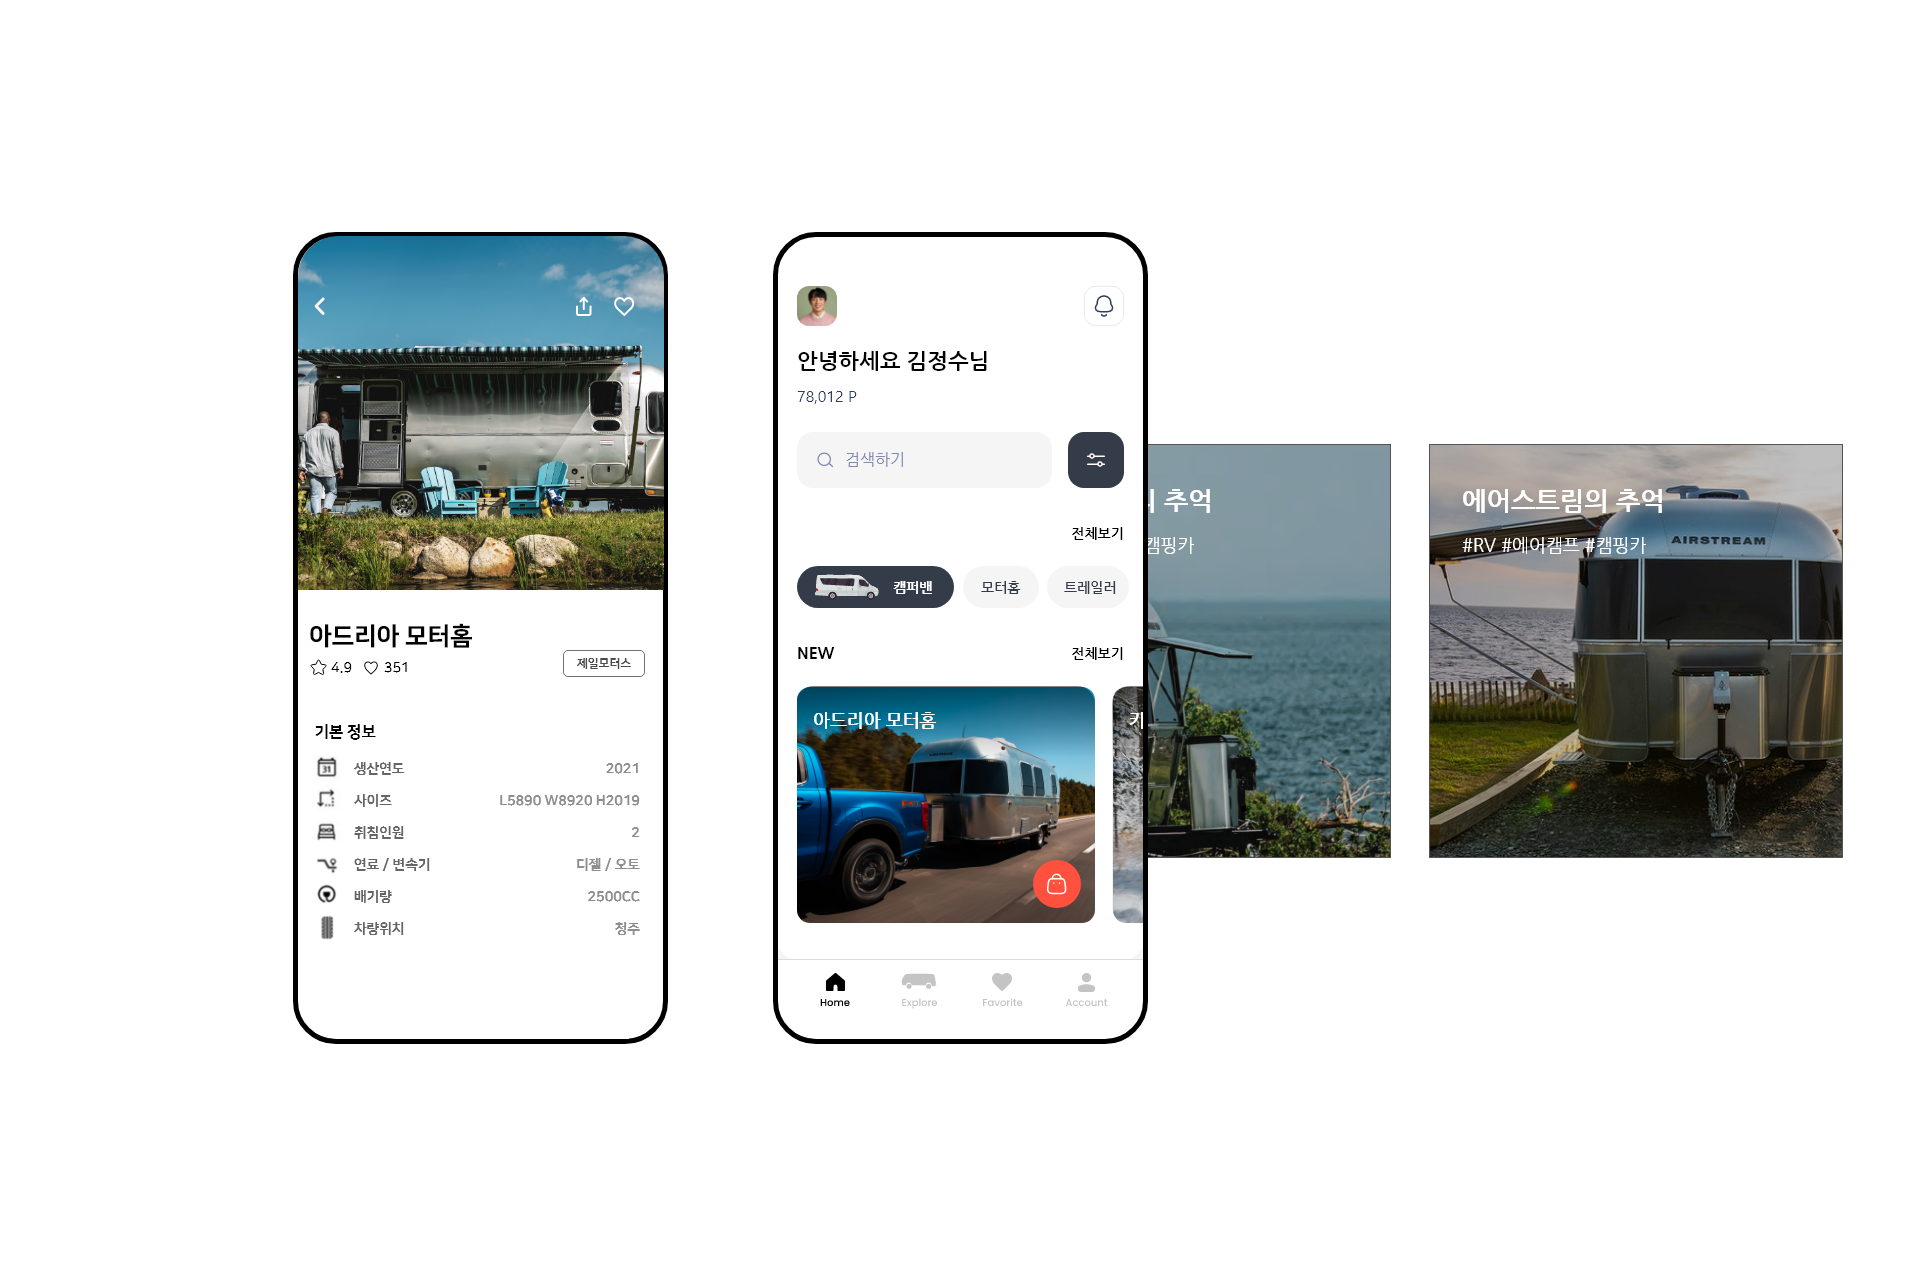 아드리아 모터홈
4.9 351
제일모터스
기본 정보
31
생산연도 2021
사이즈 L5890 W8920 H2019
취침인원 2
연료 / 변속기 디젤 / 오토
배기량 2500CC
차량위치 청주
안녕하세요 김정수님
78,012 P
검색하기
전체보기
캠퍼밴 모터홈 트레일러
NEW 전체보기
아드리아 모터홈
Home Explore Favorite Account
추억
캠핑카
에어스트림의 추억
#RV #에어캠프 #캠핑카
AIRSTREAM